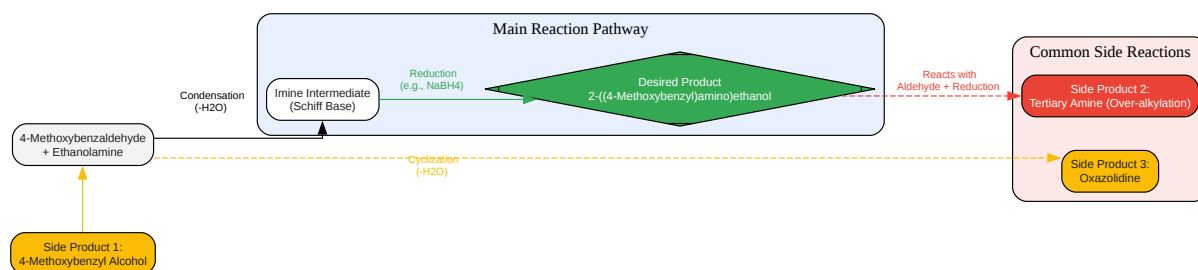 Main Reaction Pathway
Common Side Reactions
Condensation
(-H2O)
Imine Intermediate
(Schiff Base)
Reduction
(e.g., NaBH4)
Desired Product
2-((4-Methoxybenzyl)amino)ethanol
Reacts with
Aldehyde + Reduction
Side Product 2:
Tertiary Amine (Over-alkylation)
4-Methoxybenzaldehyde
+ Ethanolamine
Cyclization
(-H2O)
Side Product 3:
Oxazolidine
Side Product 1:
4-Methoxybenzyl Alcohol